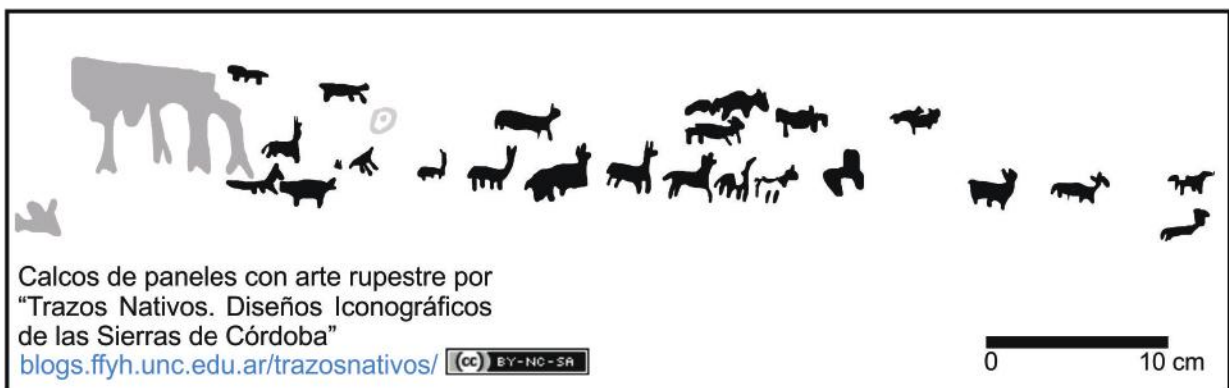 Calcos de paneles con arte rupestre por
“Trazos Nativos. Diseños Iconográficos
de las Sierras de Córdoba”
blogs.ffyh.unc.edu.ar/trazosnativos/ (cc) BY-NC-SA
0 10 cm